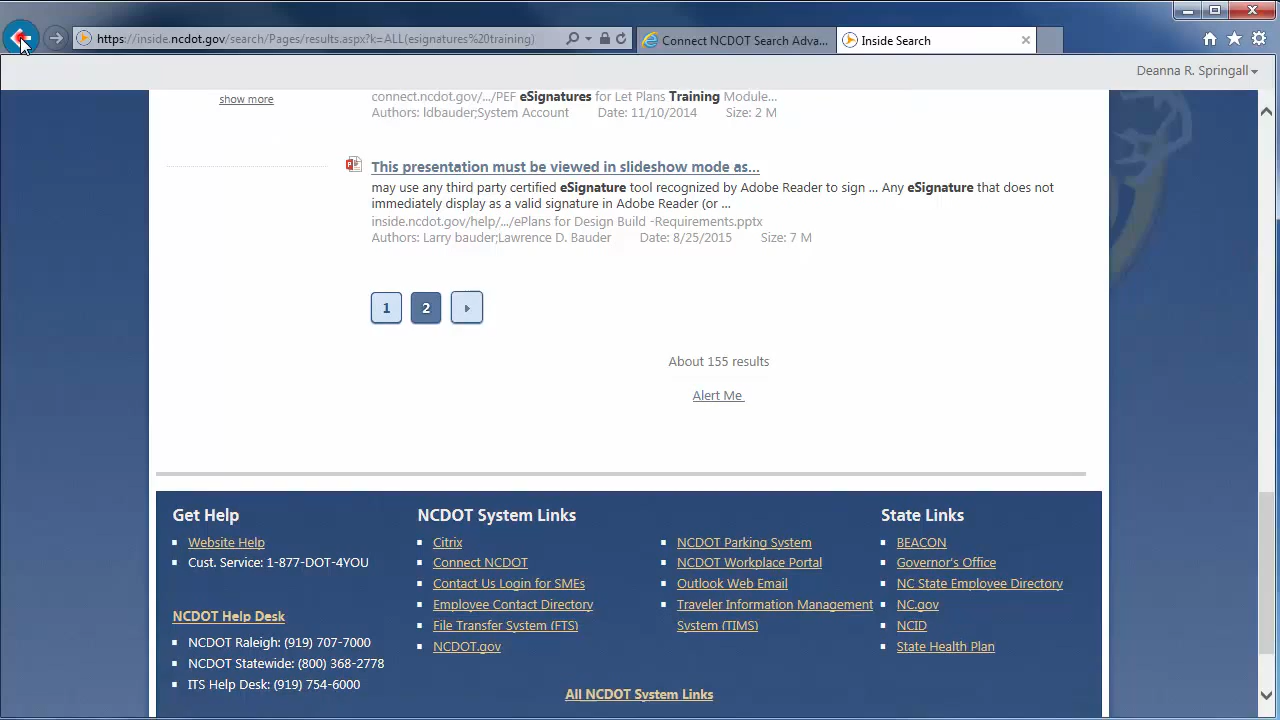 https://inside.ncdot.gov/search/Pages/results.aspx?k=ALL(esignatures%20training)
Connect NCDOT Search Adva...
Inside Search
Deanna R. Springall
show more
connect.ncdot.gov/.../PEF eSignatures for Let Plans Training Module...
Authors: ldbauder;System Account Date: 11/10/2014 Size: 2 M
This presentation must be viewed in slideshow mode as...
may use any third party certified eSignature tool recognized by Adobe Reader to sign ... Any eSignature that does not
immediately display as a valid signature in Adobe Reader (or ...
inside.ncdot.gov/help/.../ePlans for Design Build -Requirements.pptx
Authors: Larry bauder;Lawrence D. Bauder Date: 8/25/2015 Size: 7 M
1 2
About 155 results
Alert Me
Get Help
Website Help
Cust. Service: 1-877-DOT-4YOU
NCDOT Help Desk
NCDOT Raleigh: (919) 707-7000
NCDOT Statewide: (800) 368-2778
ITS Help Desk: (919) 754-6000
NCDOT System Links
Citrix
Connect NCDOT
Contact Us Login for SMEs
Employee Contact Directory
File Transfer System (FTS)
NCDOT.gov
NCDOT Parking System
NCDOT Workplace Portal
Outlook Web Email
Traveler Information Management
System (TIMS)
State Links
BEACON
Governor's Office
NC State Employee Directory
NC.gov
NCID
State Health Plan
All NCDOT System Links